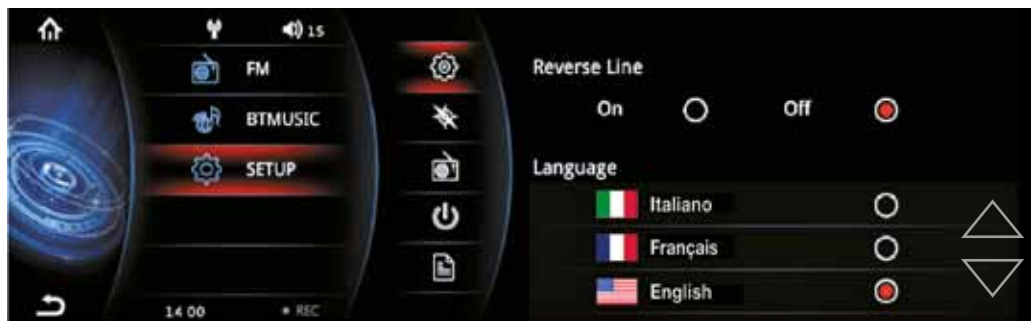 15
FM
BTMUSIC
SETUP
14 00
REC
Reverse Line
On Off
Language
Italiano
Français
English